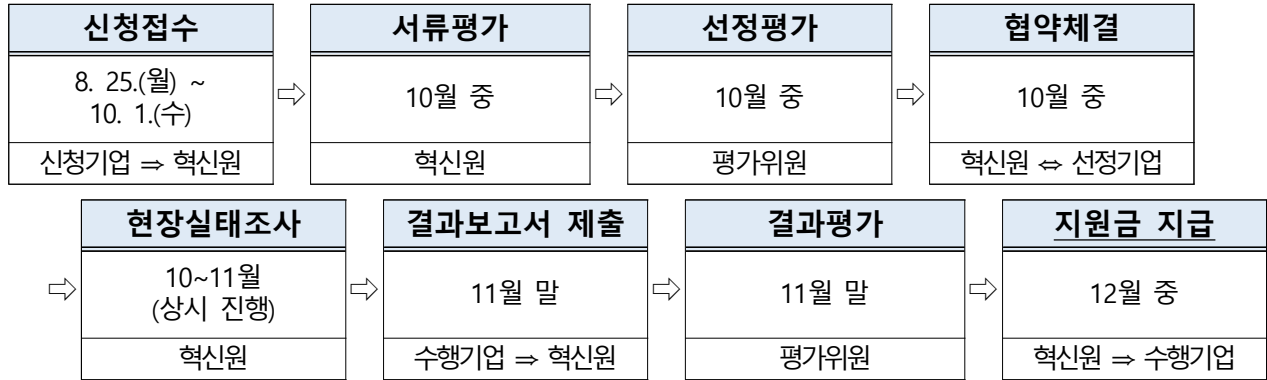 신청접수
8. 25.(월) ~
10. 1.(수)
신청기업 ⇒ 혁신원
⇨
서류평가
10월 중
혁신원
⇨
선정평가
10월 중
평가위원
⇨
협약체결
10월 중
혁신원 ⇔ 선정기업
⇨
현장실태조사
10~11월
(상시 진행)
혁신원
⇨
결과보고서 제출
11월 말
수행기업 ⇒ 혁신원
⇨
결과평가
11월 말
평가위원
⇨
지원금 지급
12월 중
혁신원 ⇒ 수행기업